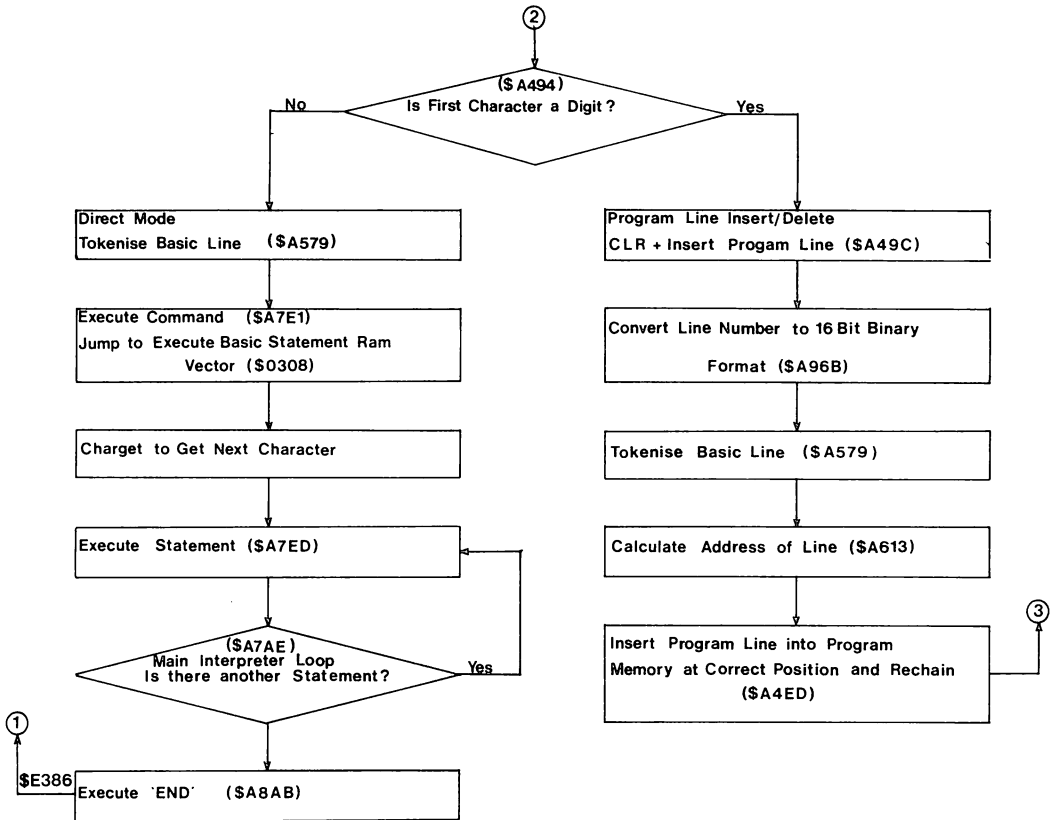 2
($A494)
Is First Character a Digit?
No
Yes
Direct Mode
Tokenise Basic Line ($A579)
Execute Command ($A7E1)
Jump to Execute Basic Statement Ram
Vector ($0308)
Charget to Get Next Character
Execute Statement ($A7ED)
($A7AE)
Main Interpreter Loop
Is there another Statement?
Yes
1
$E386
Execute 'END' ($A8AB)
Program Line Insert/Delete
CLR + Insert Progam Line ($A49C)
Convert Line Number to 16 Bit Binary
Format ($A96B)
Tokenise Basic Line ($A579)
Calculate Address of Line ($A613)
Insert Program Line into Program
Memory at Correct Position and Rechain
($A4ED)
3